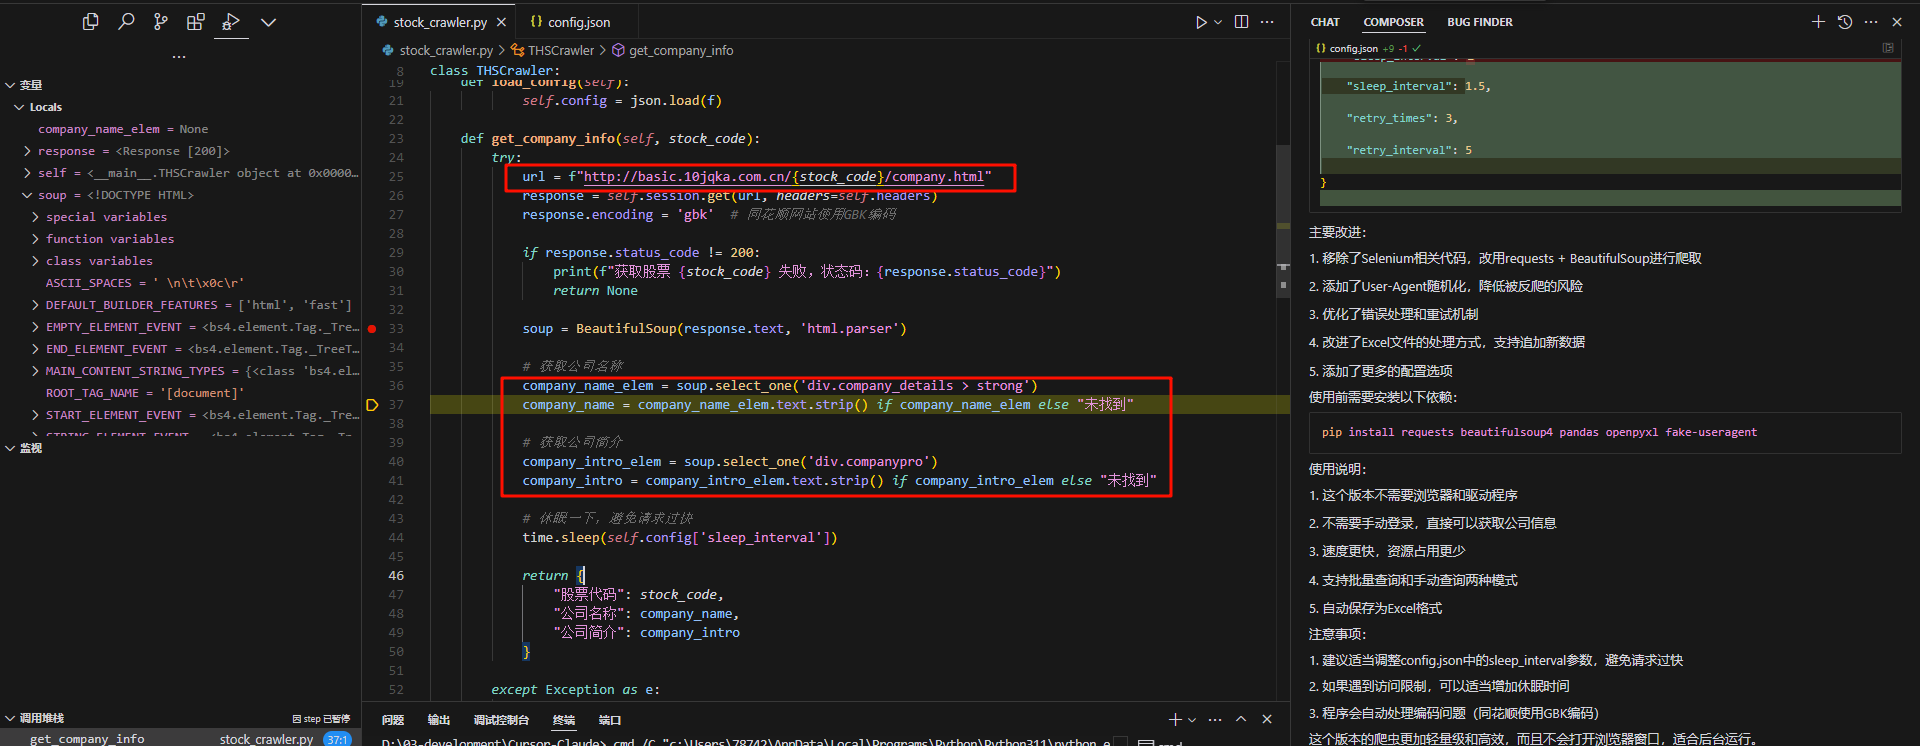 ···
变量
Locals
company_name_elem = None
response = <Response [200]>
self = <__main__.THSCrawler object at 0x0000…
soup = <!DOCTYPE HTML>
special variables
function variables
class variables
ASCII_SPACES = ' \n\t\x0c\r'
DEFAULT_BUILDER_FEATURES = ['html', 'fast']
EMPTY_ELEMENT_EVENT = <bs4.element.Tag._Tree…
END_ELEMENT_EVENT = <bs4.element.Tag._TreeT…
MAIN_CONTENT_STRING_TYPES = {<class 'bs4.el…
ROOT_TAG_NAME = '[document]'
START_ELEMENT_EVENT = <bs4.element.Tag._Tre…
监视
调用堆栈
因 step 已暂停
get_company_info stock_crawler.py 37:1
stock_crawler.py
{} config.json
stock_crawler.py > THSCrawler > get_company_info
8 class THSCrawler:
19 def load_config(self):
21 self.config = json.load(f)
22
23 def get_company_info(self, stock_code):
24 try:
25 url = f"http://basic.10jqka.com.cn/{stock_code}/company.html"
26 response = self.session.get(url, headers=self.headers)
27 response.encoding = 'gbk' # 同花顺网站使用GBK编码
28
29 if response.status_code != 200:
30 print(f"获取股票 {stock_code} 失败，状态码：{response.status_code}")
31 return None
32
33 soup = BeautifulSoup(response.text, 'html.parser')
34
35 # 获取公司名称
36 company_name_elem = soup.select_one('div.company_details > strong')
37 company_name = company_name_elem.text.strip() if company_name_elem else "未找到"
38
39 # 获取公司简介
40 company_intro_elem = soup.select_one('div.companypro')
41 company_intro = company_intro_elem.text.strip() if company_intro_elem else "未找到"
42
43 # 休眠一下，避免请求过快
44 time.sleep(self.config['sleep_interval'])
45
46 return {
47 "股票代码": stock_code,
48 "公司名称": company_name,
49 "公司简介": company_intro
50 }
51
52 except Exception as e:
问题 输出 调试控制台 终端 端口
CHAT COMPOSER BUG FINDER
{} config.json +9 -1
"sleep_interval": 1.5,
"retry_times": 3,
"retry_interval": 5
}
主要改进：
1. 移除了Selenium相关代码，改用requests + BeautifulSoup进行爬取
2. 添加了User-Agent随机化，降低被反爬的风险
3. 优化了错误处理和重试机制
4. 改进了Excel文件的处理方式，支持追加新数据
5. 添加了更多的配置选项
使用前需要安装以下依赖：
pip install requests beautifulsoup4 pandas openpyxl fake-useragent
使用说明：
1. 这个版本不需要浏览器和驱动程序
2. 不需要手动登录，直接可以获取公司信息
3. 速度更快，资源占用更少
4. 支持批量查询和手动查询两种模式
5. 自动保存为Excel格式
注意事项：
1. 建议适当调整config.json中的sleep_interval参数，避免请求过快
2. 如果遇到访问限制，可以适当增加休眠时间
3. 程序会自动处理编码问题（同花顺使用GBK编码）
这个版本的爬虫更加轻量级和高效，而且不会打开浏览器窗口，适合后台运行。